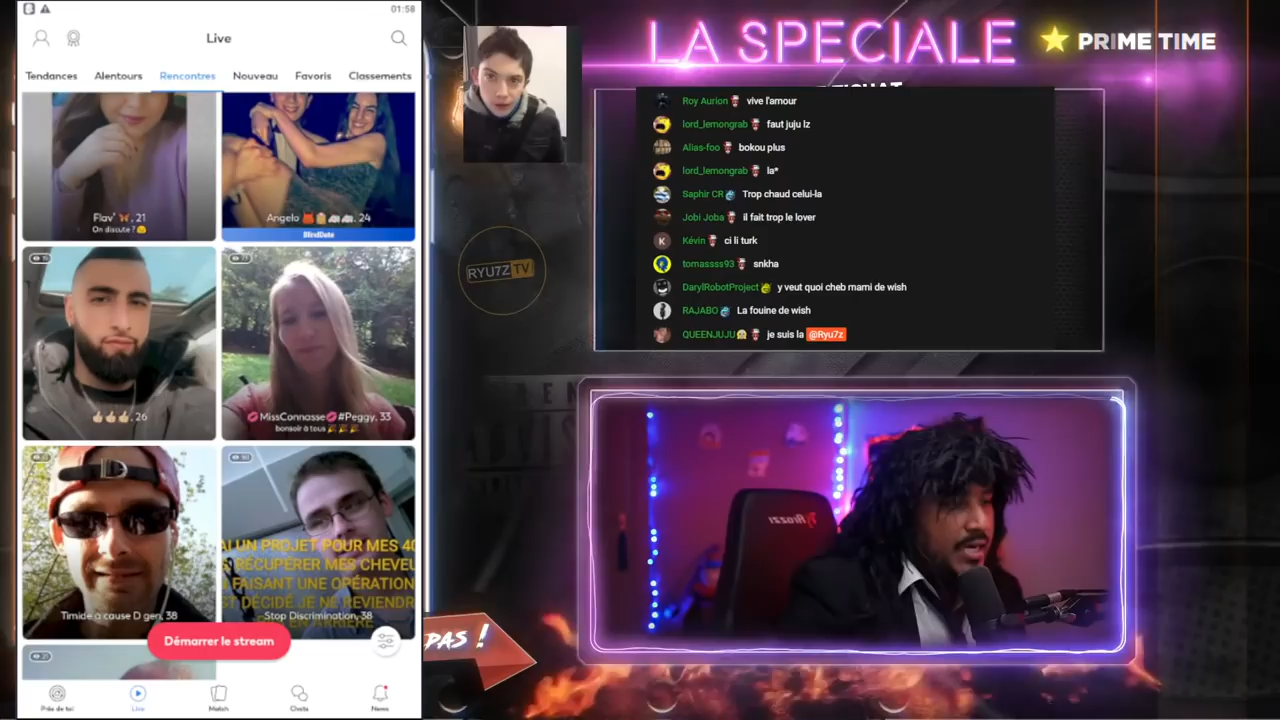 01:58
Live
Tendances Alentours Rencontres Nouveau Favoris Classements
Flav' 🦋, 21
On discute ? 😊
Angelo
, 24
BlindDate
👍🏻👍🏻👍🏻, 26
💋MissConnasse💋#Peggy, 33
bonsoir à tous 🎉🎉🎉
Timide à cause D gen, 38
AI UN PROJET POUR MES 40
RÉCUPÉRER MES CHEVEU
FAISANT UNE OPÉRATION
ST DÉCIDÉ JE NE REVIENDR
EN ARRIÈRE
Stop Discrimination, 38
Démarrer le stream
Près de toi
Live
Match
Chats
News
LA SPECIALE
PRIME TIME
Roy Aurion vive l'amour
lord_lemongrab faut juju lz
Alias-foo bokou plus
lord_lemongrab la*
Saphir CR Trop chaud celui-la
Jobi Joba il fait trop le lover
K Kévin ci li turk
tomassss93 snkha
DarylRobotProject y veut quoi cheb mami de wish
RAJABO La fouine de wish
QUEENJUJU je suis la @Ryu7z
RYU7Z TV
PAS !
Arozzi